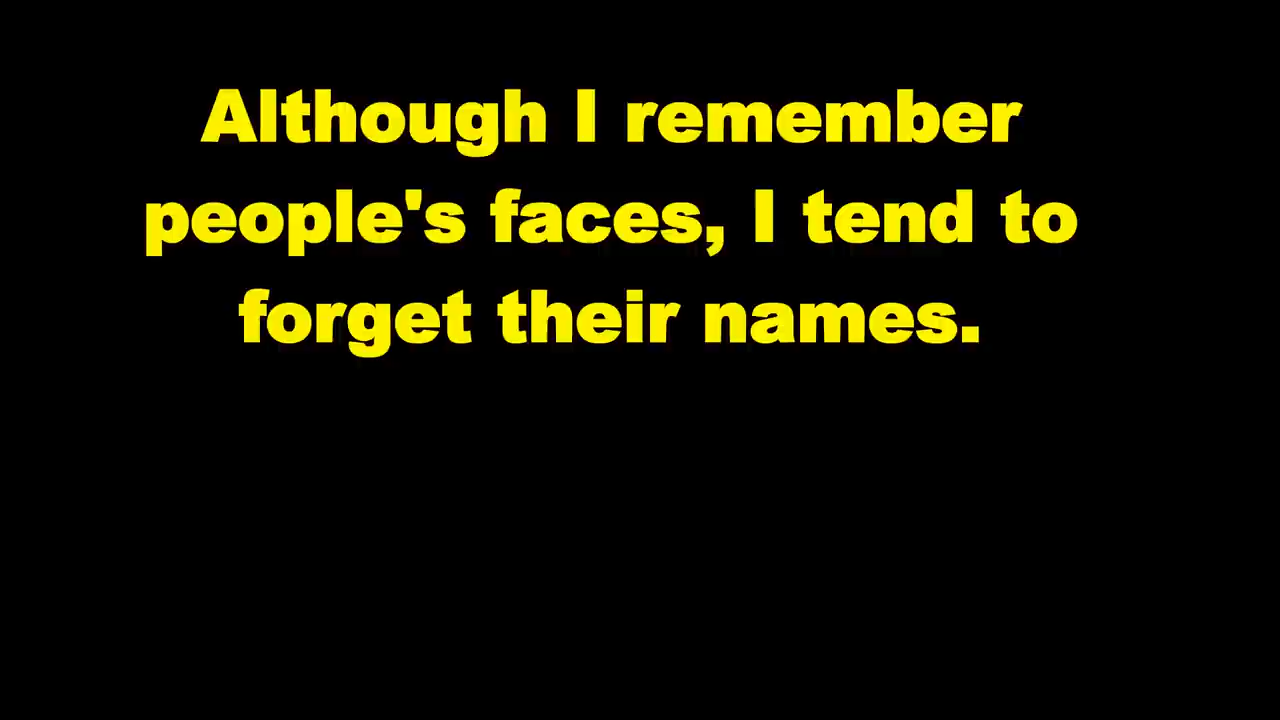 Although I remember
people's faces, I tend to
forget their names.